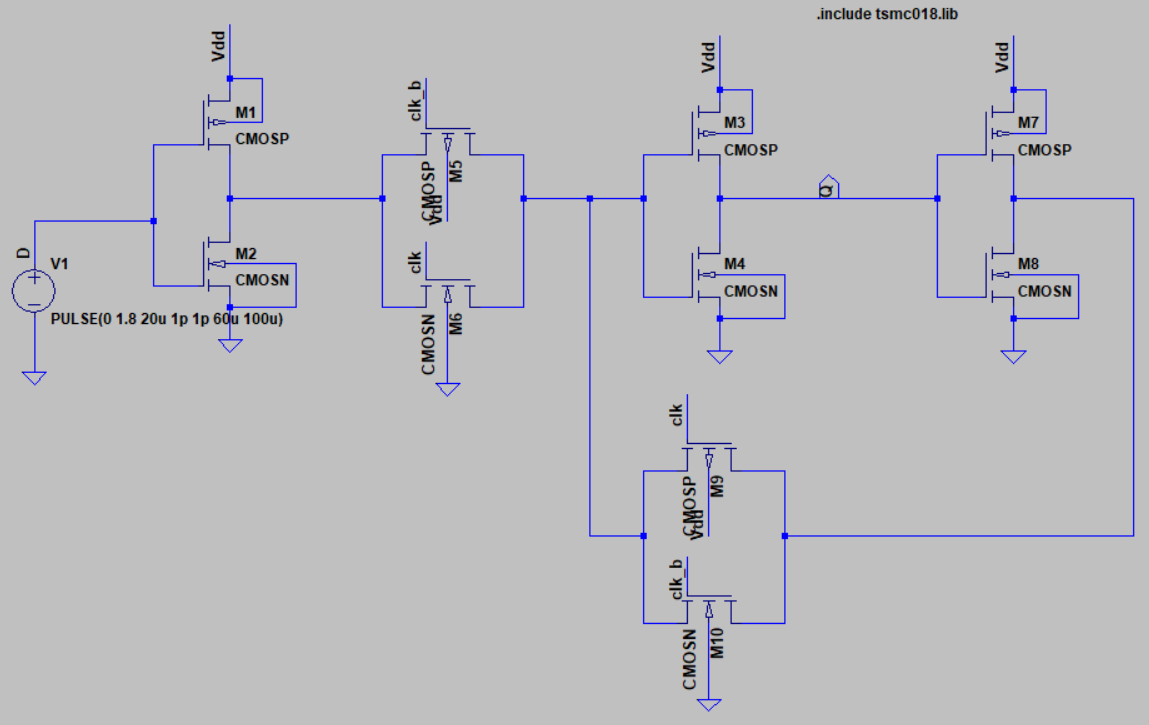 .include tsmc018.lib
Vdd
M1
CMOSP
M2
CMOSN
D
V1
PULSE(0 1.8 20u 1p 1p 60u 100u)
clk_b
CMOSP
M5
Vdd
clk
CMOSN
M6
Vdd
M3
CMOSP
M4
CMOSN
Q
Vdd
M7
CMOSP
M8
CMOSN
clk
CMOSP
M9
Vdd
clk_b
CMOSN
M10